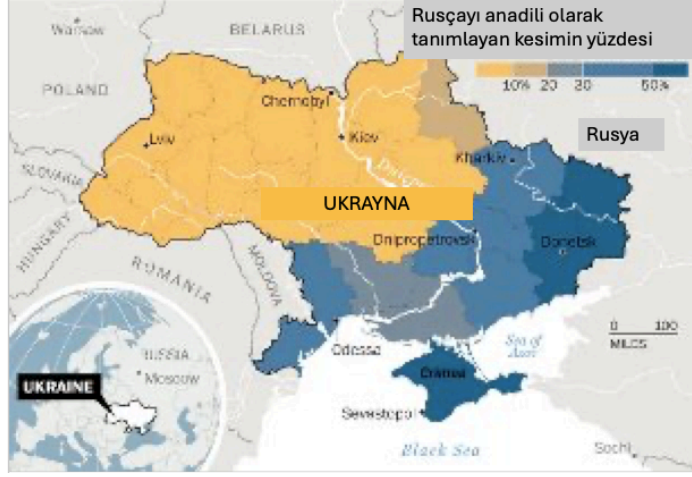 Rusçayı anadili olarak
tanımlayan kesimin yüzdesi
10% 20 30 50%
Warsaw
BELARUS
POLAND
Chernobyl
Rusya
Lviv
Kiev
Kharkiv
SLOVAKIA
Dnieper
UKRAYNA
HUNGARY
Dnipropetrovsk
Donetsk
MOLDOVA
ROMANIA
0 100
MILES
Sea of
Azov
Odessa
RUSSIA
Moscow
UKRAINE
Crimea
Sevastopol
Black Sea
Sochi